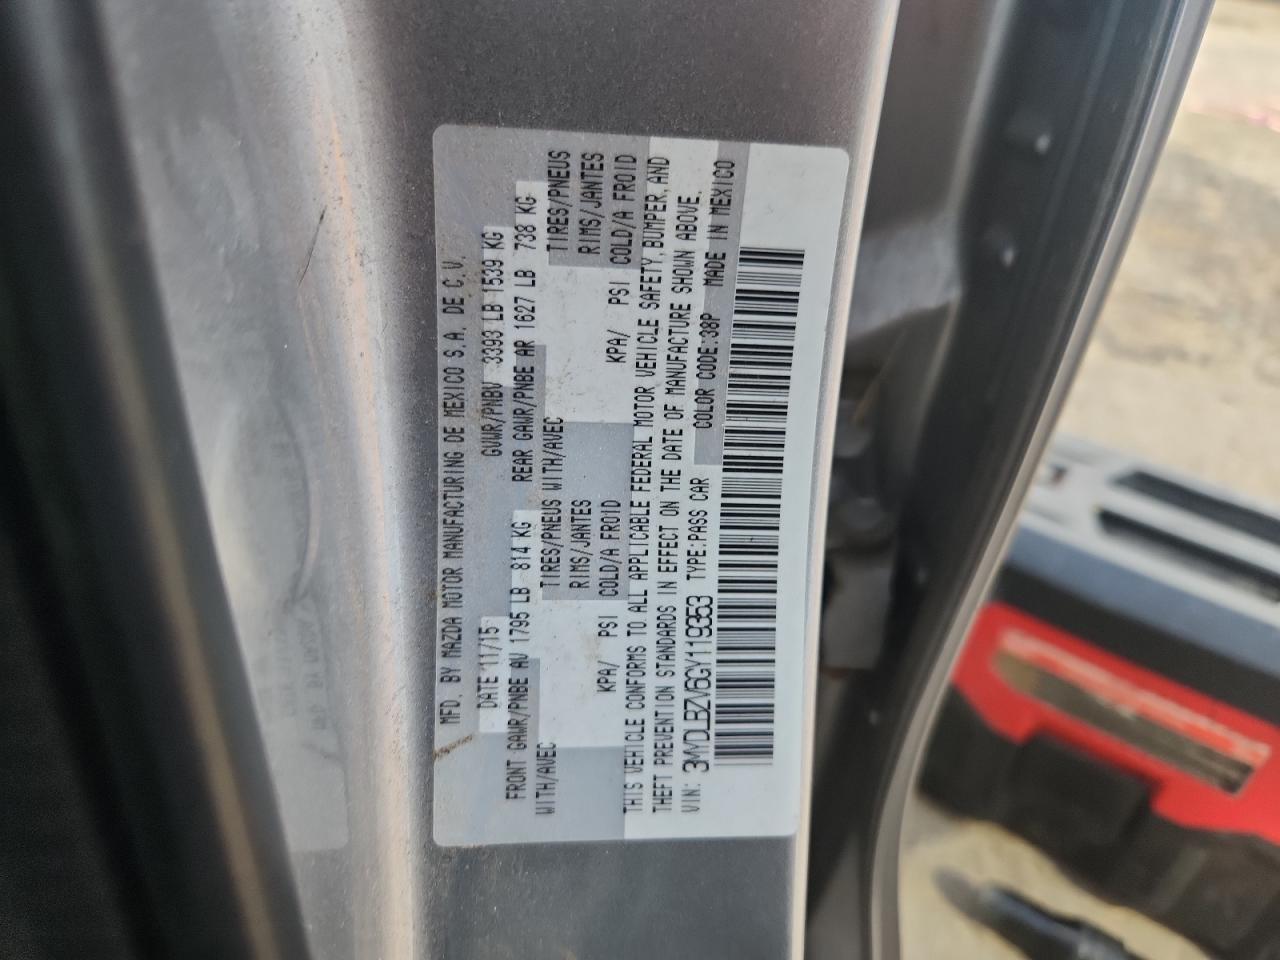 MFD. BY MAZDA MOTOR MANUFACTURING DE MEXICO S.A. DE C.V.
DATE 11/15 GVWR/PNBV 3393 LB 1539 KG
FRONT GAWR/PNBE AV 1795 LB 814 KG REAR GAWR/PNBE AR 1627 LB 738 KG
WITH/AVEC TIRES/PNEUS WITH/AVEC TIRES/PNEUS
RIMS/JANTES RIMS/JANTES
KPA/ PSI COLD/A FROID KPA/ PSI COLD/A FROID
THIS VEHICLE CONFORMS TO ALL APPLICABLE FEDERAL MOTOR VEHICLE SAFETY, BUMPER, AND
THEFT PREVENTION STANDARDS IN EFFECT ON THE DATE OF MANUFACTURE SHOWN ABOVE.
VIN: 3MYDLBZV6GY119353 TYPE:PASS CAR COLOR CODE:38P MADE IN MEXICO